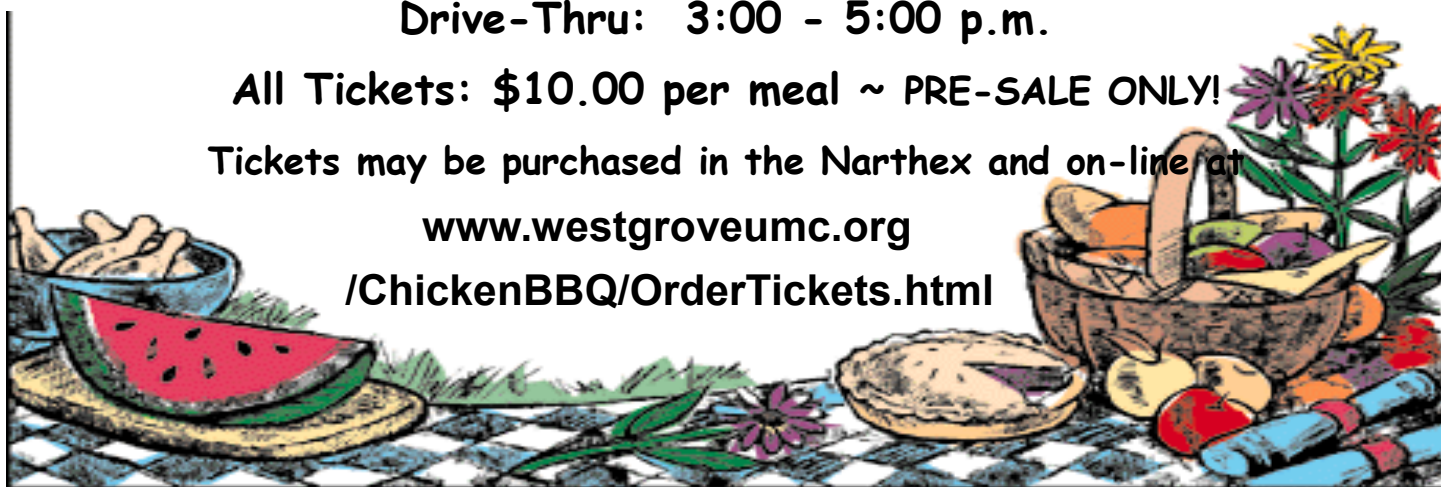 Drive-Thru: 3:00 - 5:00 p.m.
All Tickets: $10.00 per meal ~ PRE-SALE ONLY!
Tickets may be purchased in the Narthex and on-line at
www.westgroveumc.org
/ChickenBBQ/OrderTickets.html